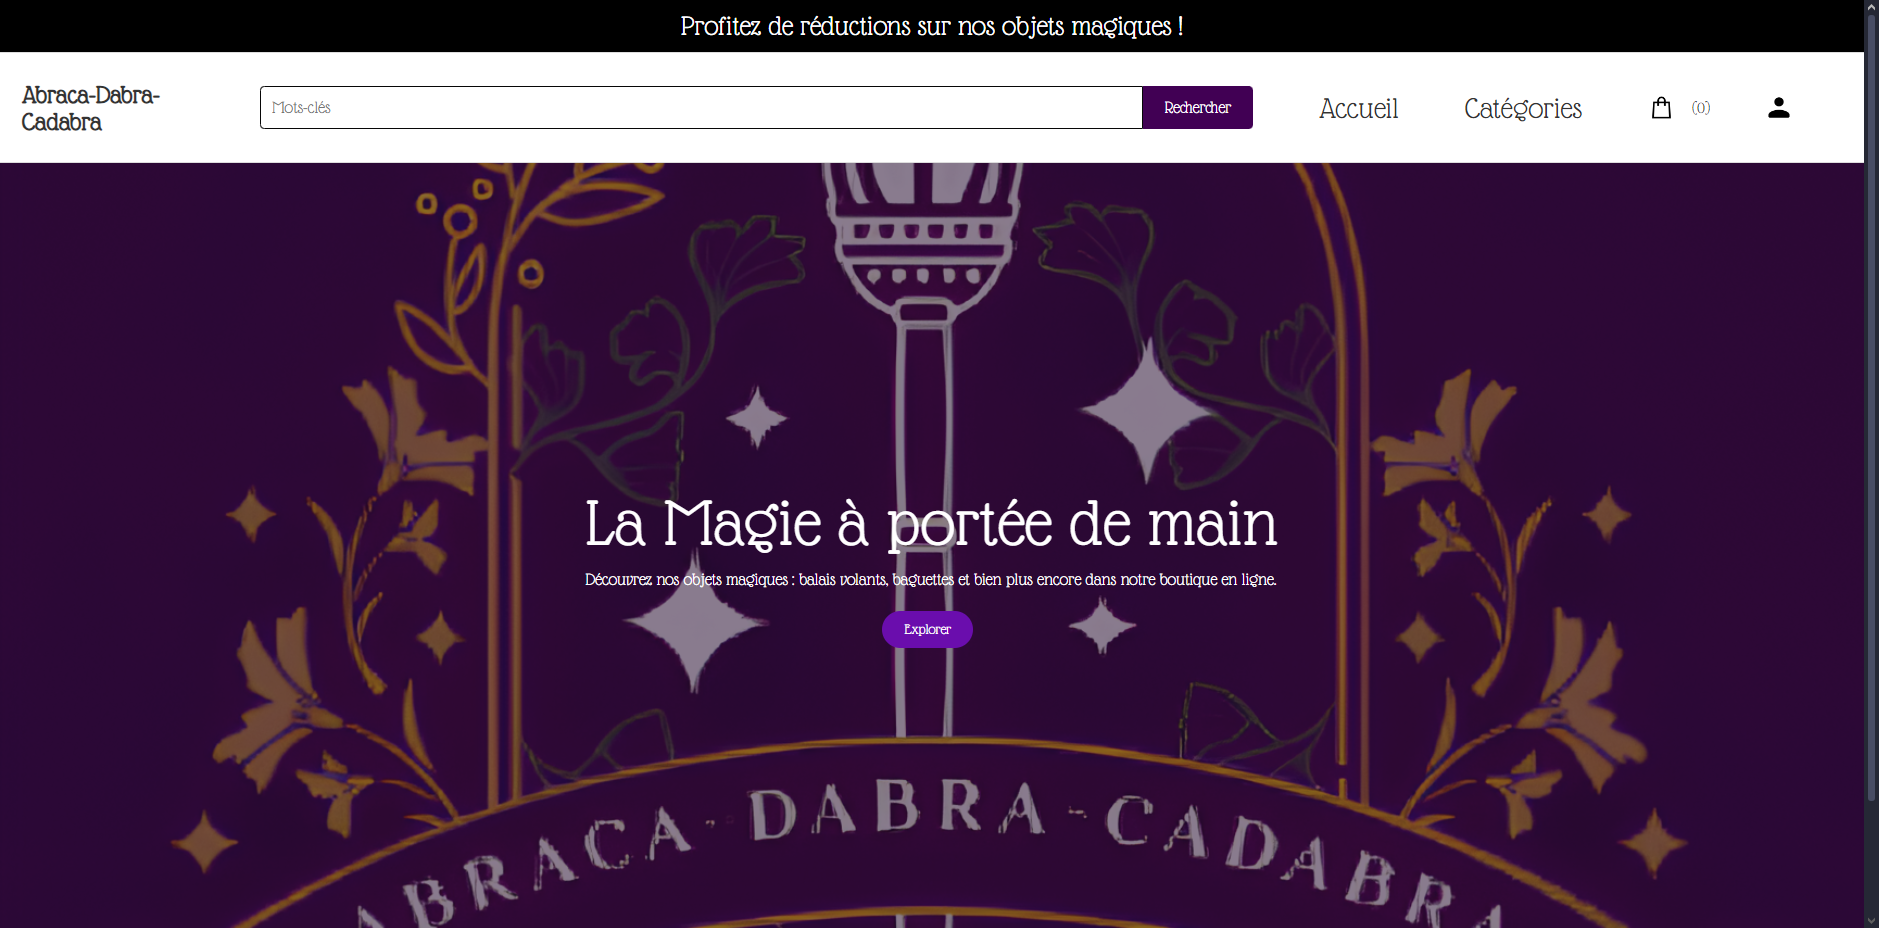 Profitez de réductions sur nos objets magiques !
Abraca-Dabra-
Cadabra
Mots-clés
Rechercher
Accueil
Catégories
(0)
La Magie à portée de main
Découvrez nos objets magiques : balais volants, baguettes et bien plus encore dans notre boutique en ligne.
Explorer
ABRACA-DABRA-CADABRA